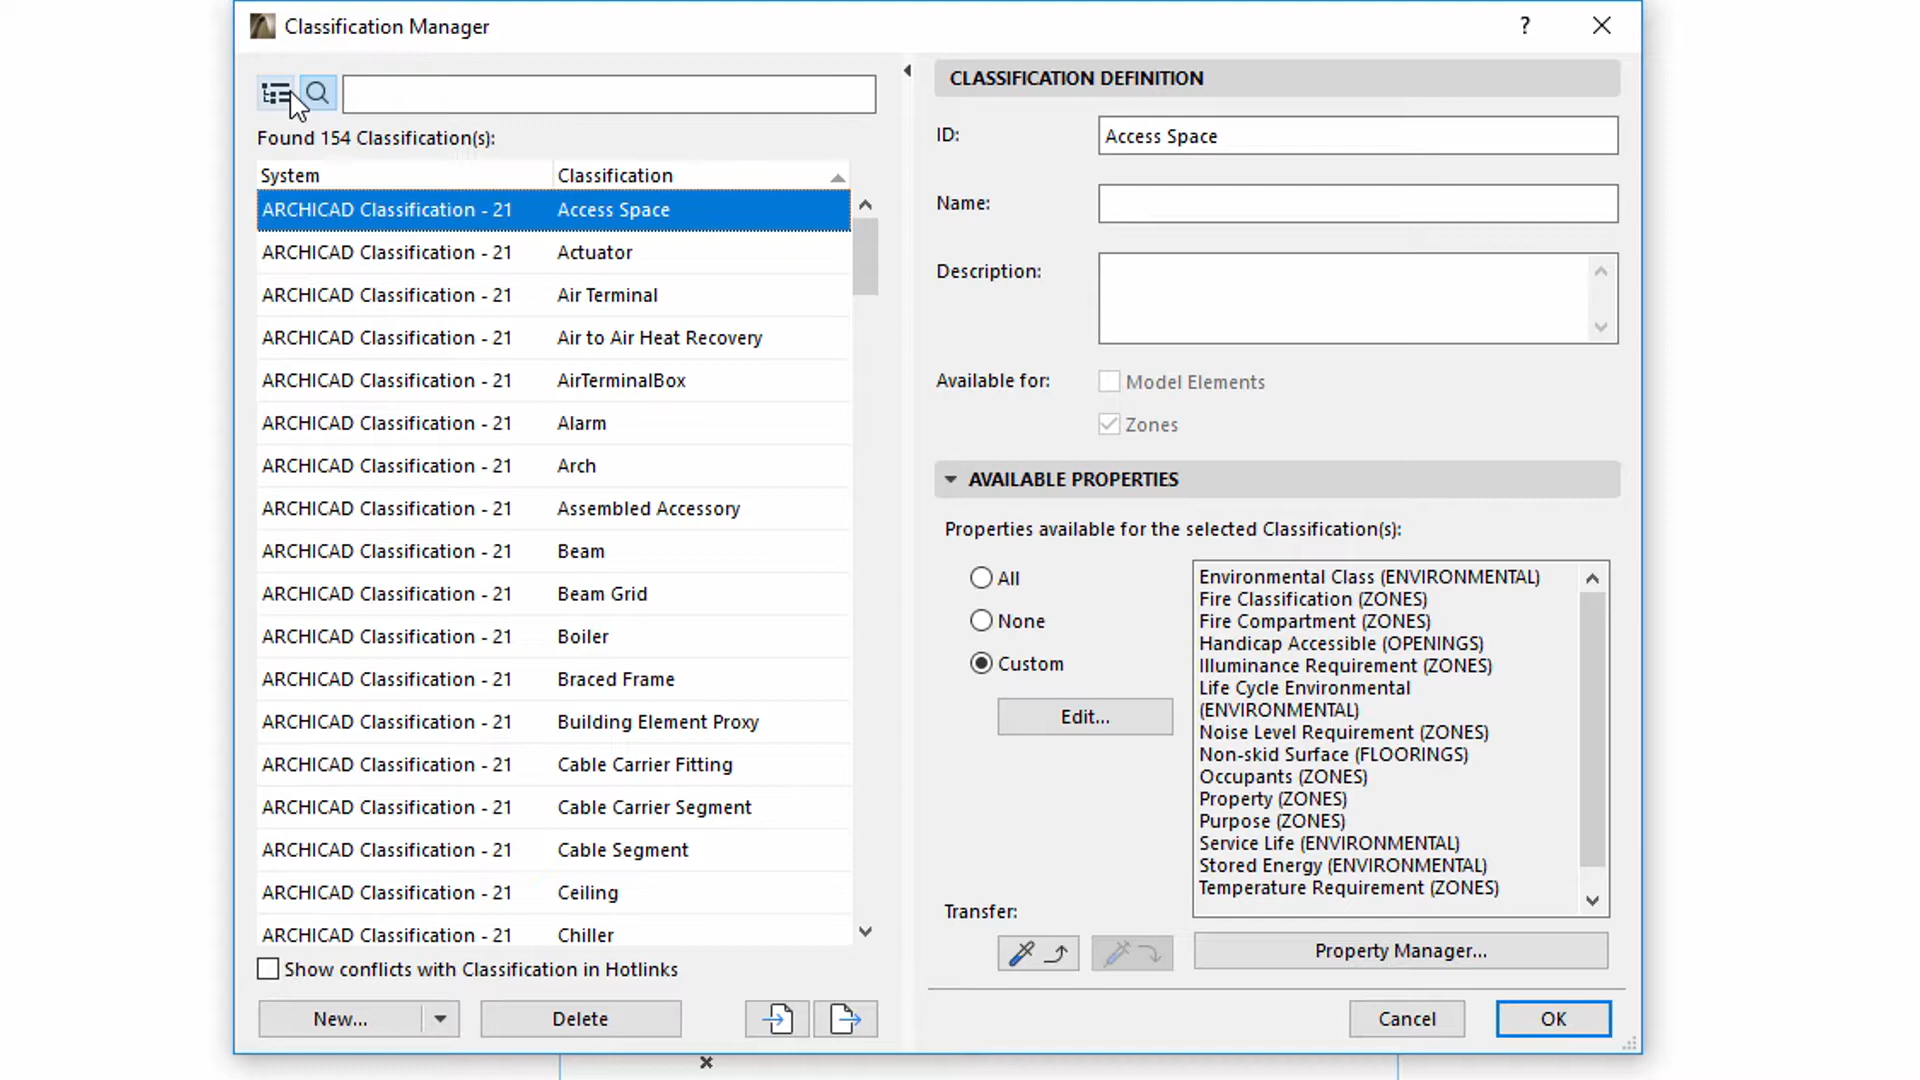 Classification Manager
?
Found 154 Classification(s):
System Classification
ARCHICAD Classification - 21 Access Space
ARCHICAD Classification - 21 Actuator
ARCHICAD Classification - 21 Air Terminal
ARCHICAD Classification - 21 Air to Air Heat Recovery
ARCHICAD Classification - 21 AirTerminalBox
ARCHICAD Classification - 21 Alarm
ARCHICAD Classification - 21 Arch
ARCHICAD Classification - 21 Assembled Accessory
ARCHICAD Classification - 21 Beam
ARCHICAD Classification - 21 Beam Grid
ARCHICAD Classification - 21 Boiler
ARCHICAD Classification - 21 Braced Frame
ARCHICAD Classification - 21 Building Element Proxy
ARCHICAD Classification - 21 Cable Carrier Fitting
ARCHICAD Classification - 21 Cable Carrier Segment
ARCHICAD Classification - 21 Cable Segment
ARCHICAD Classification - 21 Ceiling
ARCHICAD Classification - 21 Chiller
Show conflicts with Classification in Hotlinks
New... Delete
CLASSIFICATION DEFINITION
ID: Access Space
Name:
Description:
Available for: Model Elements
Zones
AVAILABLE PROPERTIES
Properties available for the selected Classification(s):
All
None
Custom
Edit...
Environmental Class (ENVIRONMENTAL)
Fire Classification (ZONES)
Fire Compartment (ZONES)
Handicap Accessible (OPENINGS)
Illuminance Requirement (ZONES)
Life Cycle Environmental
(ENVIRONMENTAL)
Noise Level Requirement (ZONES)
Non-skid Surface (FLOORINGS)
Occupants (ZONES)
Property (ZONES)
Purpose (ZONES)
Service Life (ENVIRONMENTAL)
Stored Energy (ENVIRONMENTAL)
Temperature Requirement (ZONES)
Transfer:
Property Manager...
Cancel OK